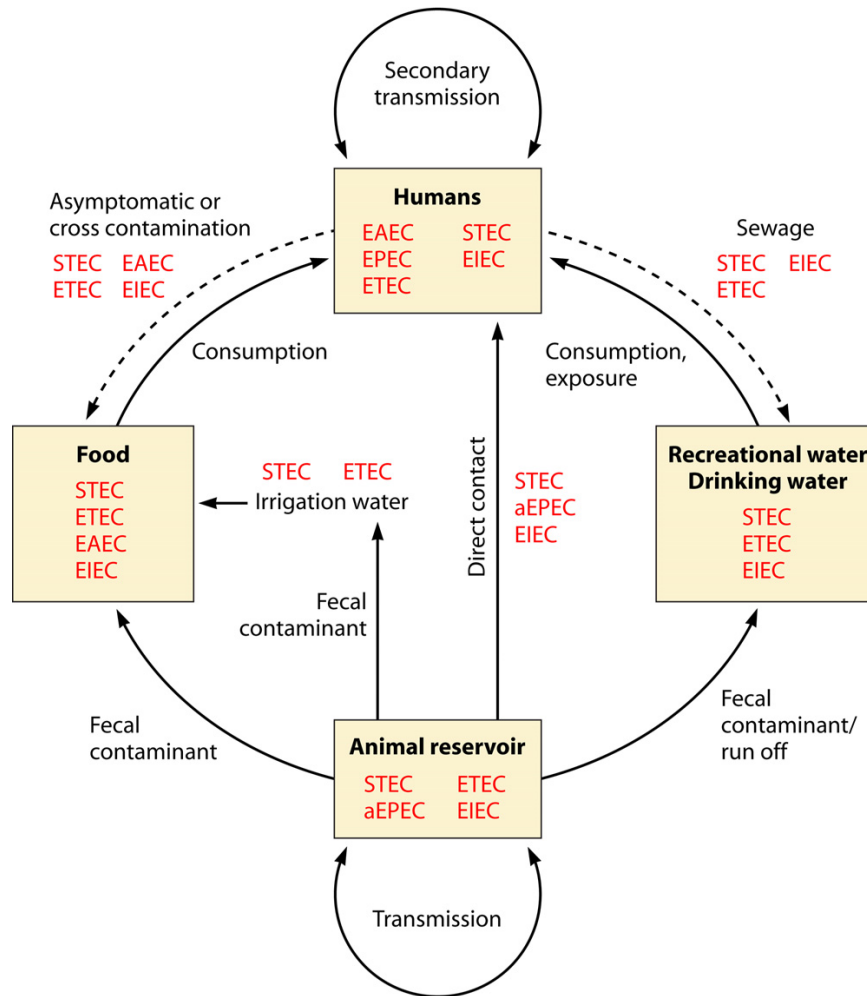 Secondary
transmission
Humans
EAEC STEC
EPEC EIEC
ETEC
Asymptomatic or
cross contamination
STEC EAEC
ETEC EIEC
Sewage
STEC EIEC
ETEC
Consumption
Consumption,
exposure
Food
STEC
ETEC
EAEC
EIEC
STEC ETEC
Irrigation water
Fecal
contaminant
Direct contact
STEC
aEPEC
EIEC
Recreational water
Drinking water
STEC
ETEC
EIEC
Fecal
contaminant
Fecal
contaminant/
run off
Animal reservoir
STEC ETEC
aEPEC EIEC
Transmission